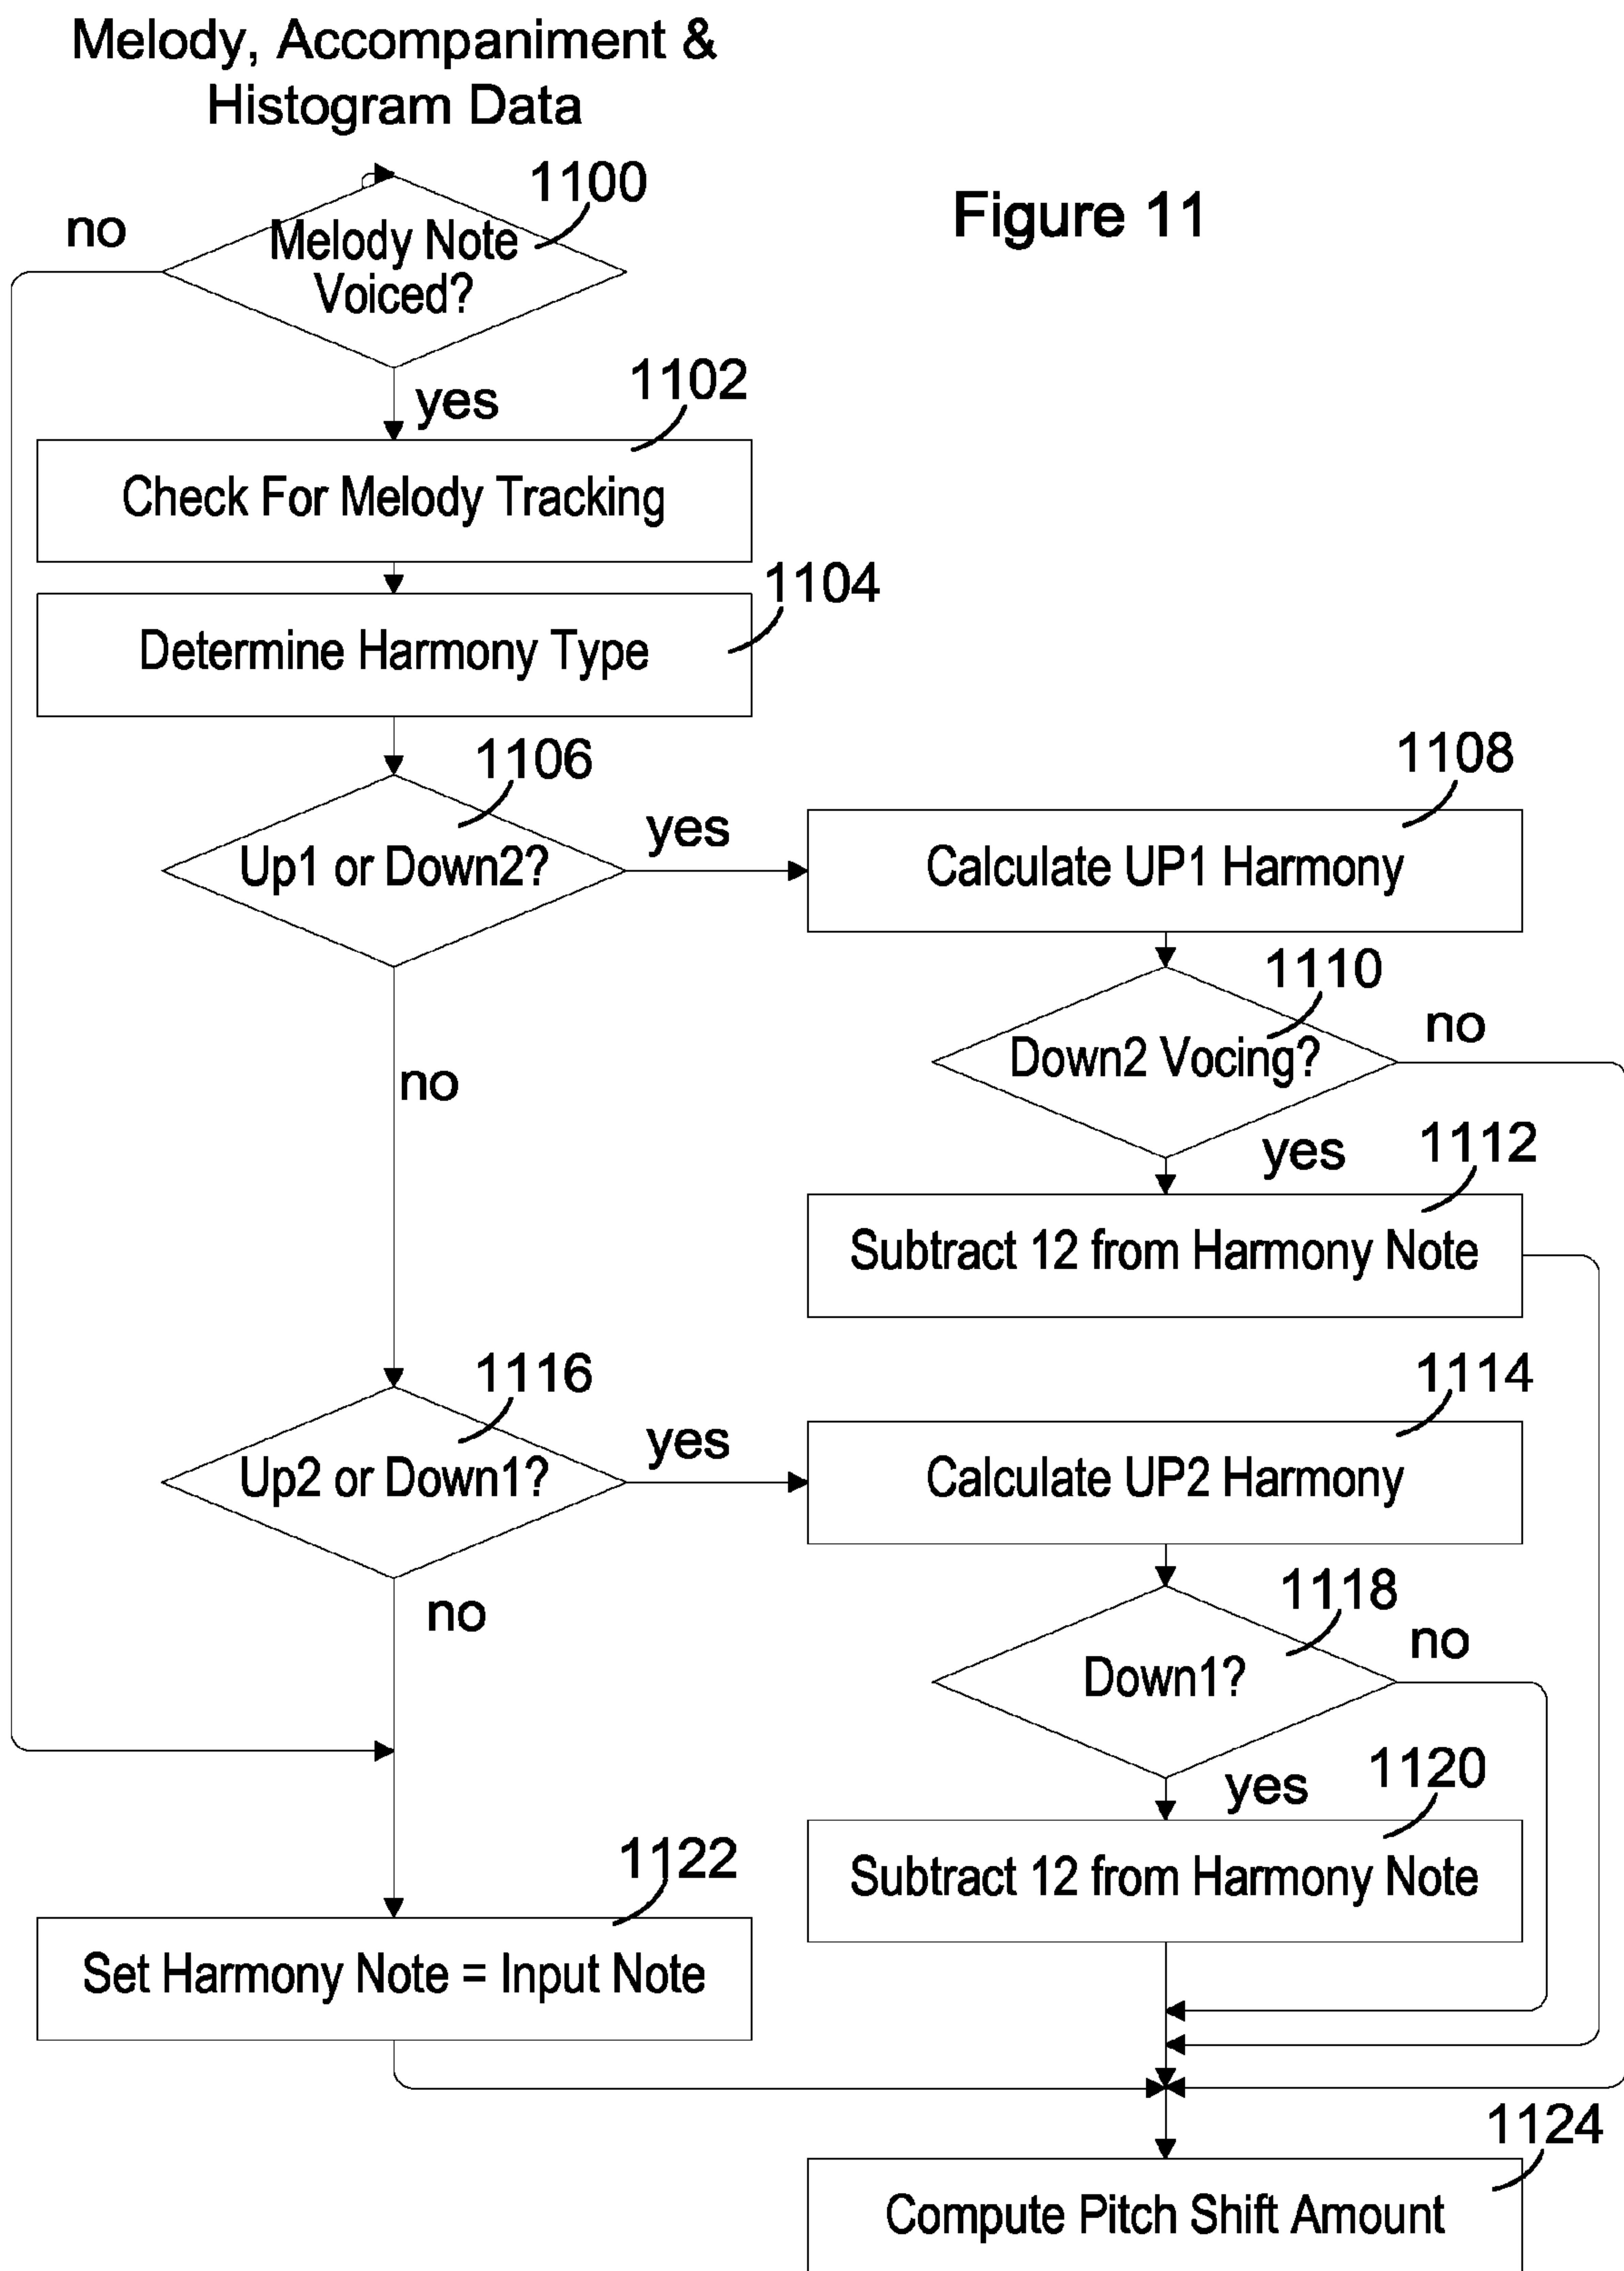 Melody, Accompaniment &
Histogram Data
Figure 11
1100
no
Melody Note
Voiced?
yes
1102
Check For Melody Tracking
1104
Determine Harmony Type
1106
Up1 or Down2?
yes
1108
Calculate UP1 Harmony
1110
Down2 Vocing?
no
no
yes
1112
Subtract 12 from Harmony Note
1116
Up2 or Down1?
yes
1114
Calculate UP2 Harmony
no
1118
Down1?
no
yes
1120
Subtract 12 from Harmony Note
1122
Set Harmony Note = Input Note
1124
Compute Pitch Shift Amount